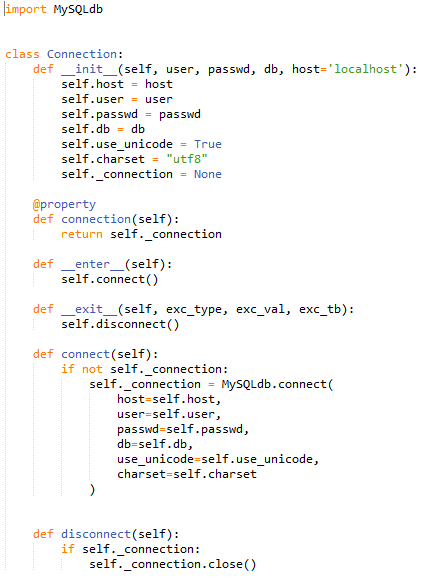 import MySQLdb


class Connection:
    def __init__(self, user, passwd, db, host='localhost'):
        self.host = host
        self.user = user
        self.passwd = passwd
        self.db = db
        self.use_unicode = True
        self.charset = "utf8"
        self._connection = None

    @property
    def connection(self):
        return self._connection

    def __enter__(self):
        self.connect()

    def __exit__(self, exc_type, exc_val, exc_tb):
        self.disconnect()

    def connect(self):
        if not self._connection:
            self._connection = MySQLdb.connect(
                host=self.host,
                user=self.user,
                passwd=self.passwd,
                db=self.db,
                use_unicode=self.use_unicode,
                charset=self.charset
            )


    def disconnect(self):
        if self._connection:
            self._connection.close()